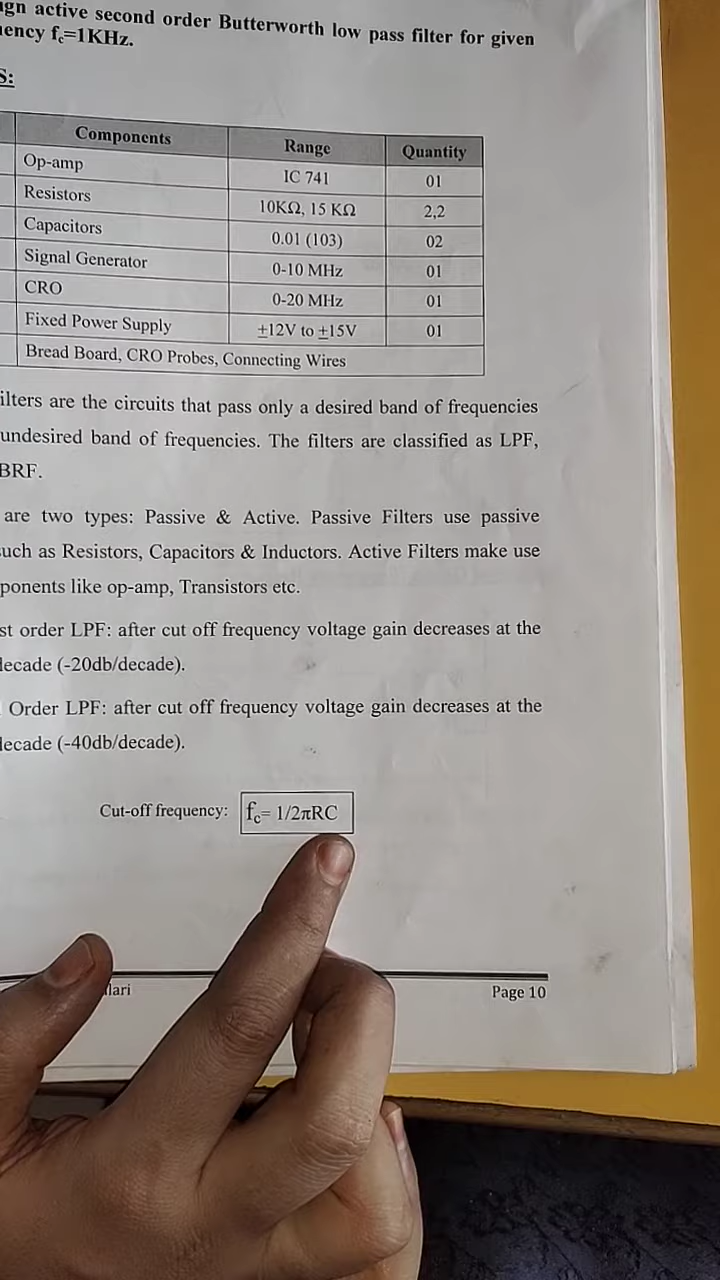 active second order Butterworth low pass filter for given
f_c=1KHz.
S:
Components Range Quantity
Op-amp IC 741 01
Resistors 10KΩ, 15 KΩ 2,2
Capacitors 0.01 (103) 02
Signal Generator 0-10 MHz 01
CRO 0-20 MHz 01
Fixed Power Supply ±12V to ±15V 01
Bread Board, CRO Probes, Connecting Wires
ilters are the circuits that pass only a desired band of frequencies
undesired band of frequencies. The filters are classified as LPF,
BRF.
are two types: Passive & Active. Passive Filters use passive
uch as Resistors, Capacitors & Inductors. Active Filters make use
ponents like op-amp, Transistors etc.
st order LPF: after cut off frequency voltage gain decreases at the
decade (-20db/decade).
Order LPF: after cut off frequency voltage gain decreases at the
decade (-40db/decade).
Cut-off frequency: f_c= 1/2πRC
lari Page 10